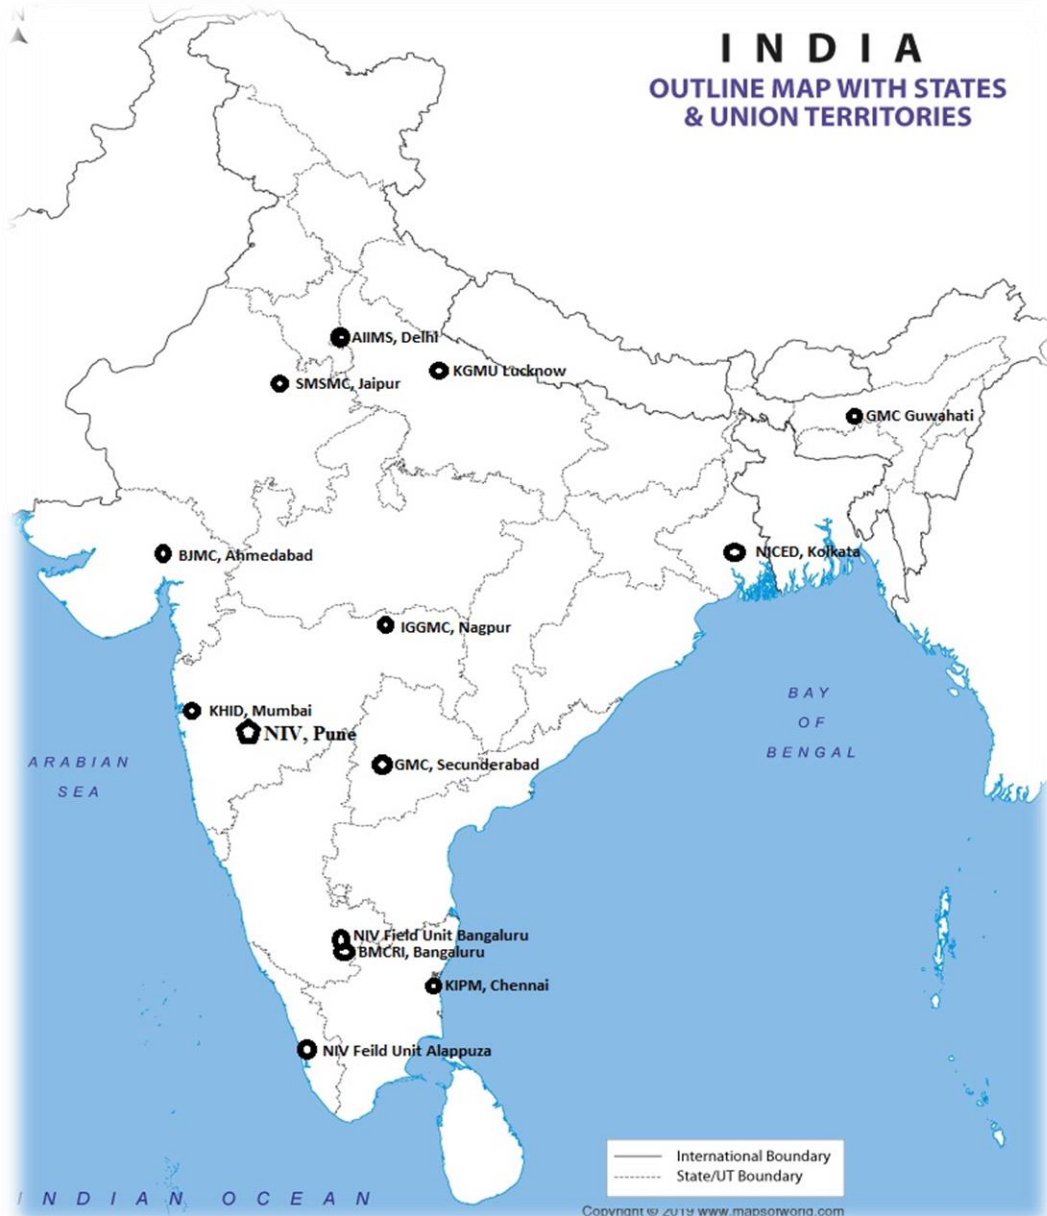 N
INDIA
OUTLINE MAP WITH STATES
& UNION TERRITORIES
AIIMS, Delhi
KGMU Lucknow
SMSMC, Jaipur
GMC Guwahati
BJMC, Ahmedabad
NICED, Kolkata
IGGMC, Nagpur
KHID, Mumbai
NIV, Pune
BAY
OF
BENGAL
ARABIAN
SEA
GMC, Secunderabad
NIV Field Unit Bangaluru
BMCRI, Bangaluru
KIPM, Chennai
NIV Feild Unit Alappuza
International Boundary
State/UT Boundary
INDIAN OCEAN
Copyright © 2019 www.mapsofworld.com